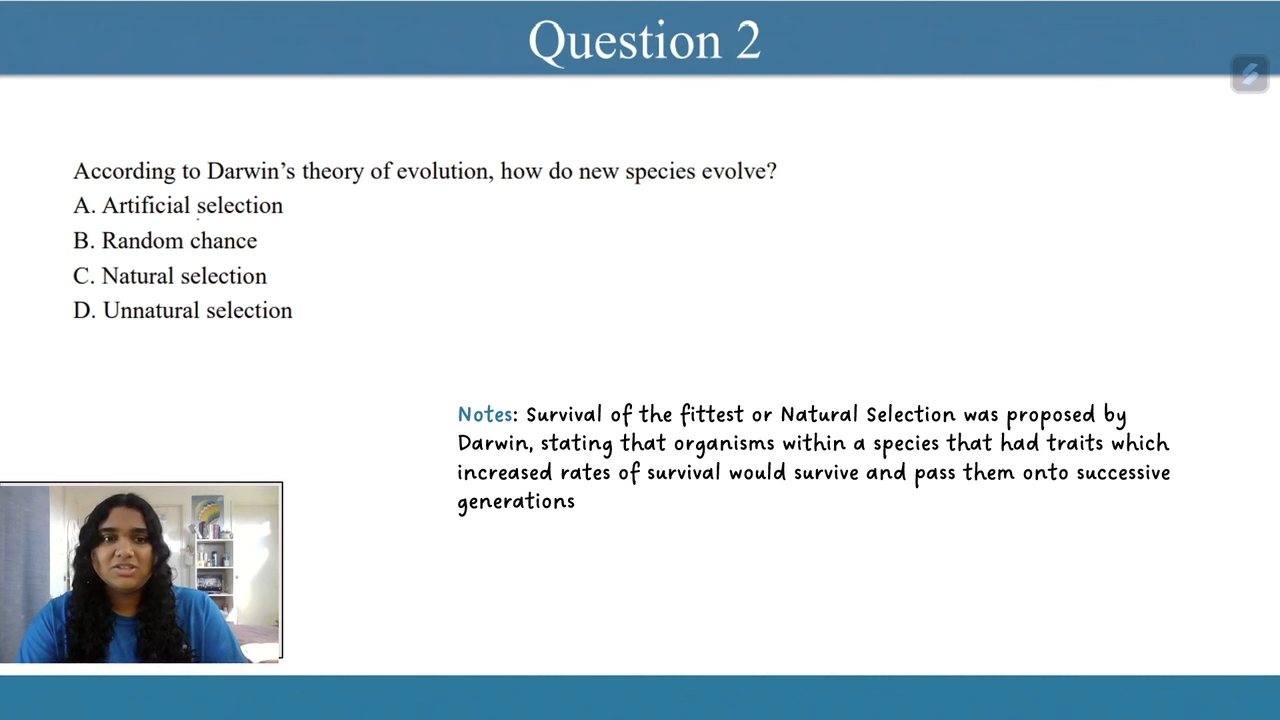 Question 2
According to Darwin’s theory of evolution, how do new species evolve?
A. Artificial selection
B. Random chance
C. Natural selection
D. Unnatural selection
Notes: Survival of the fittest or Natural Selection was proposed by
Darwin, stating that organisms within a species that had traits which
increased rates of survival would survive and pass them onto successive
generations